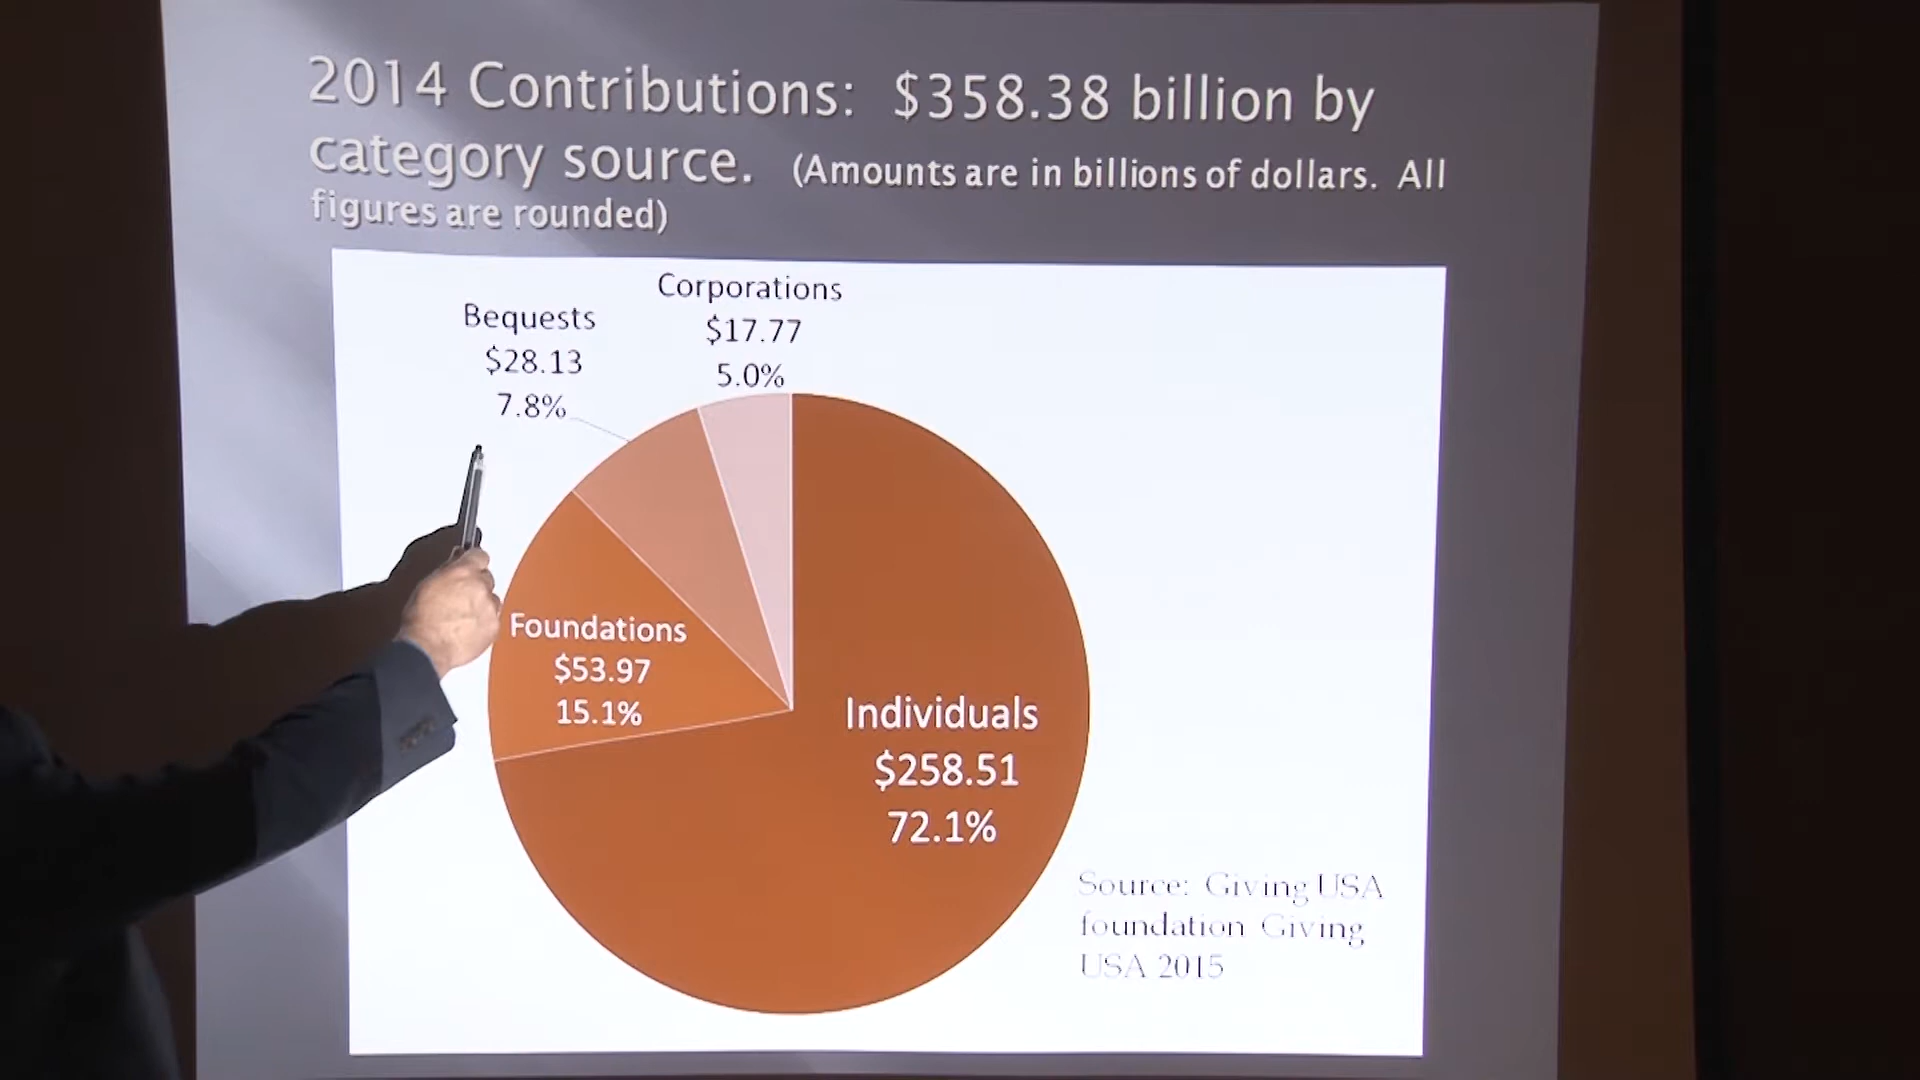 2014 Contributions: $358.38 billion by
category source. (Amounts are in billions of dollars. All
figures are rounded)
Corporations
$17.77
5.0%
Bequests
$28.13
7.8%
Foundations
$53.97
15.1%
Individuals
$258.51
72.1%
Source: Giving USA
foundation Giving
USA 2015